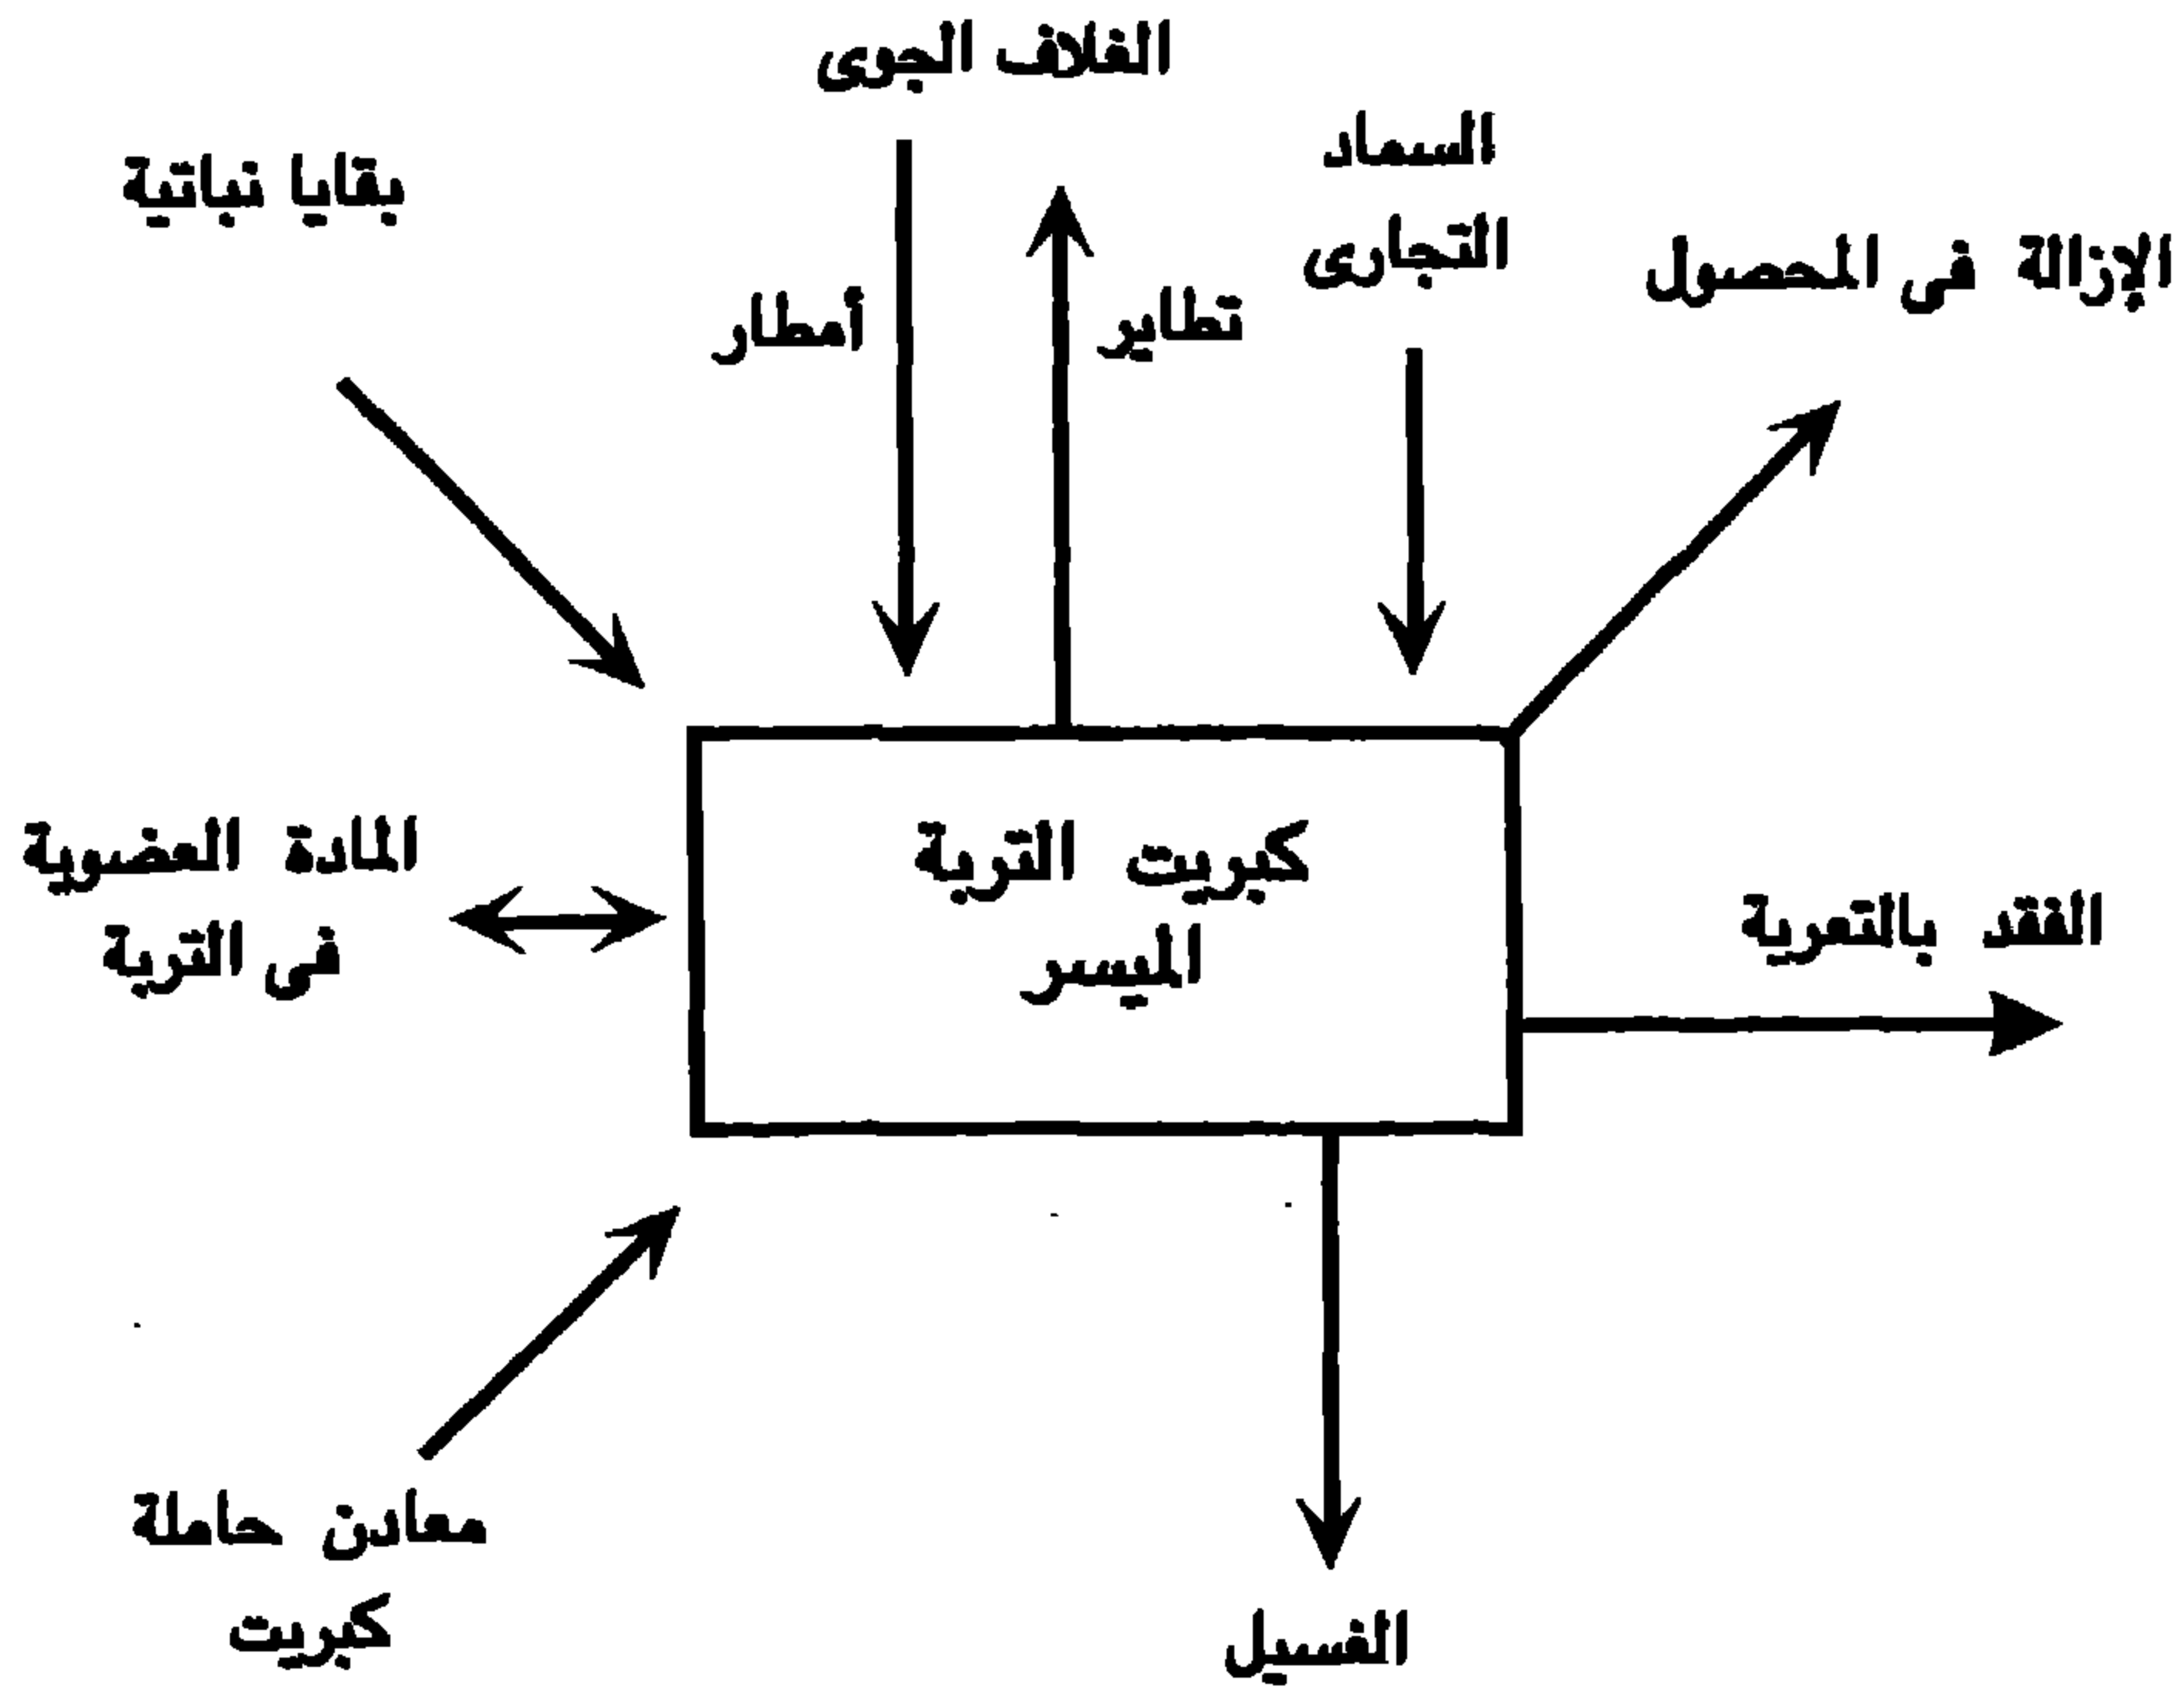 الغلاف الجوى
السماد
التجارى
بقايا نباتية
الإزالة فى المحصول
أمطار
تطاير
كبريت التربة
الميسر
المادة العضوية
فى التربة
الفقد بالتعرية
معادن حاملة
كبريت
الغسيل